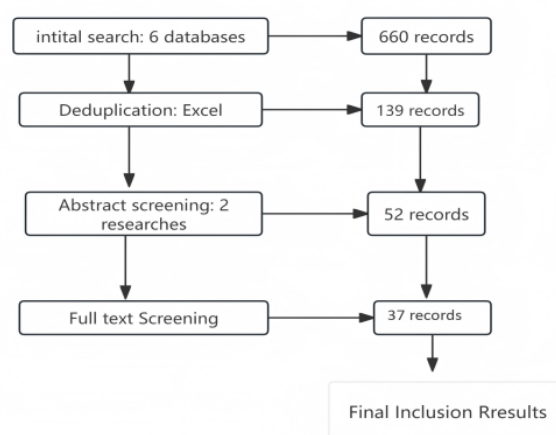 intital search: 6 databases
660 records
Deduplication: Excel
139 records
Abstract screening: 2
researches
52 records
Full text Screening
37 records
Final Inclusion Rresults